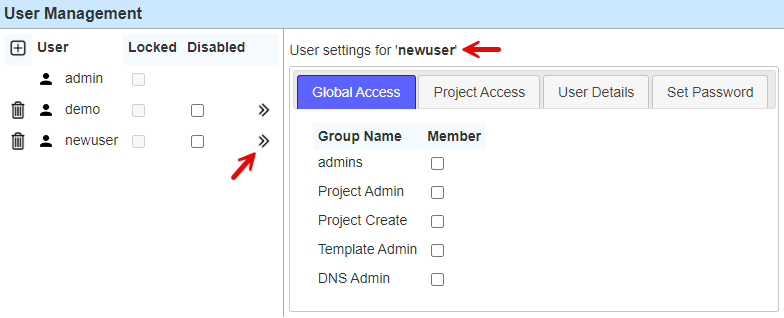 User Management
User Locked Disabled
admin
demo
newuser
User settings for 'newuser'
Global Access Project Access User Details Set Password
Group Name Member
admins
Project Admin
Project Create
Template Admin
DNS Admin